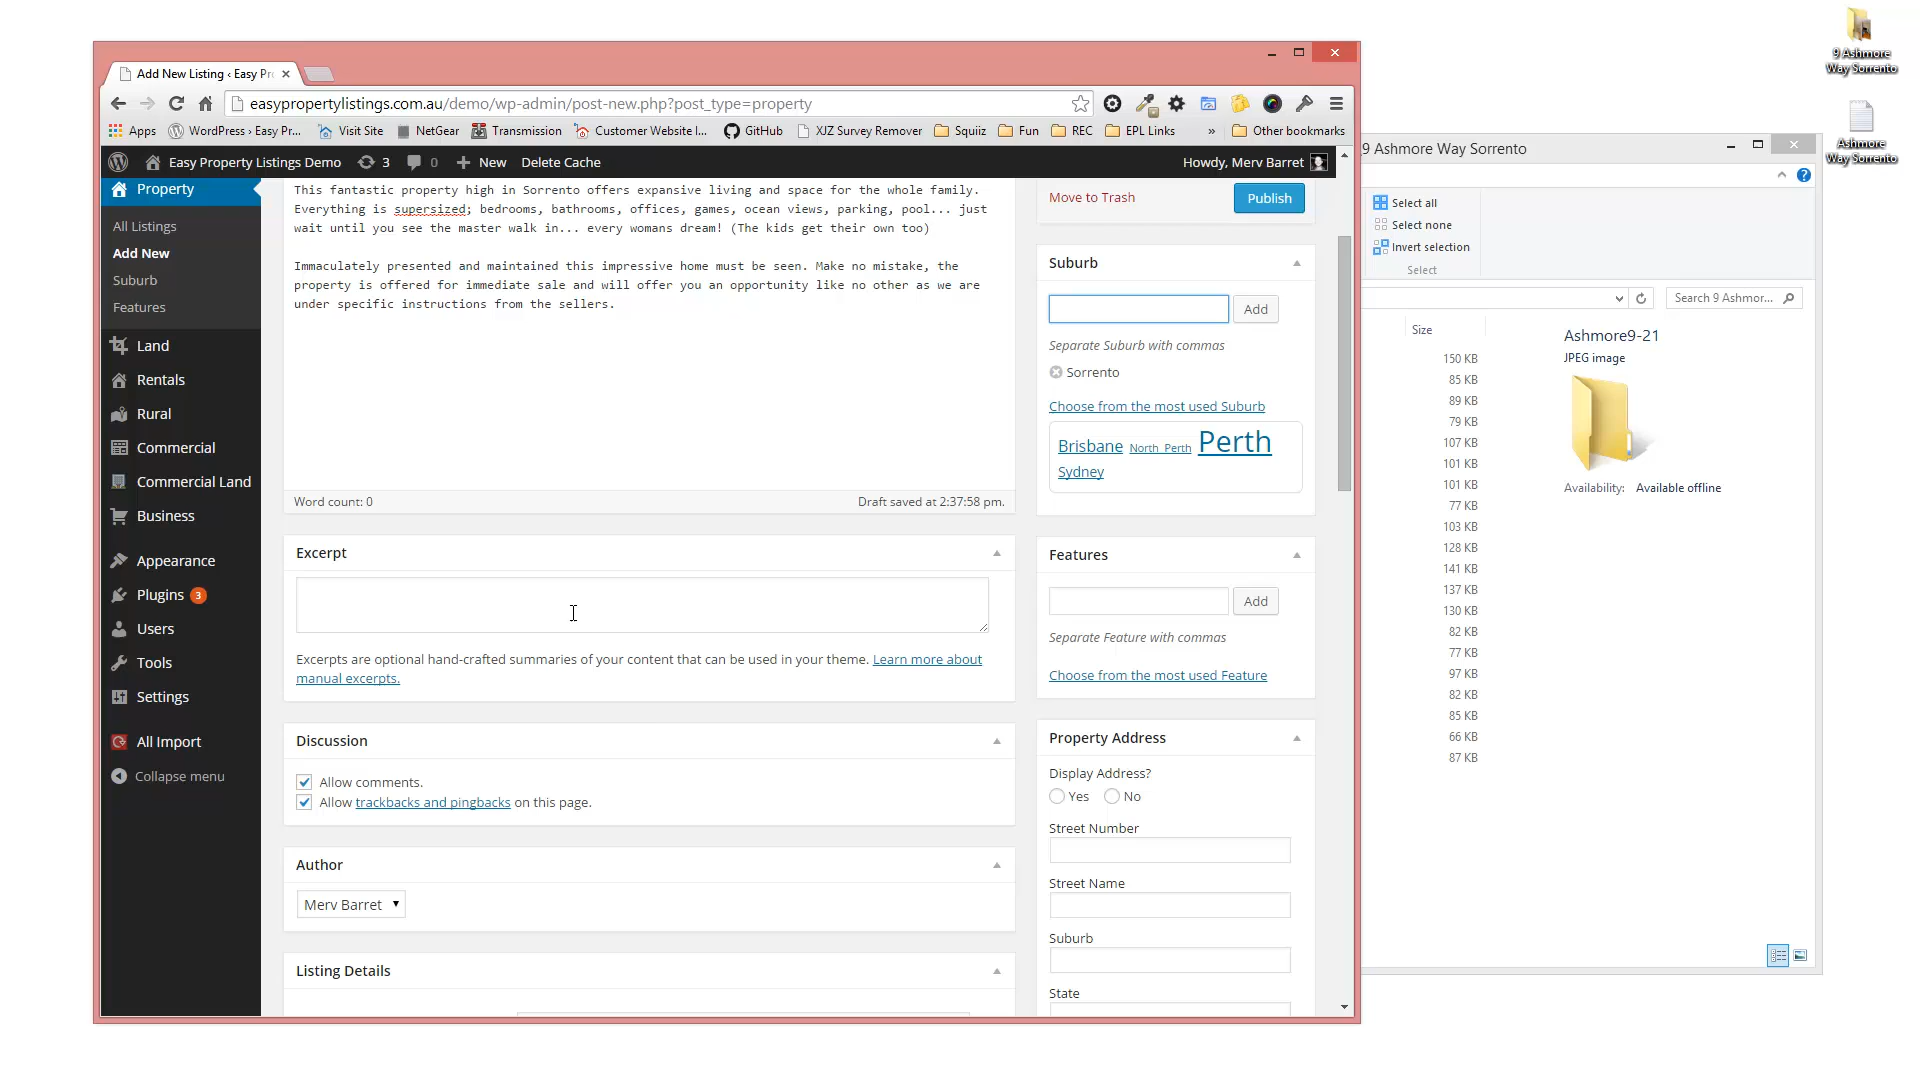 9 Ashmore
Way Sorrento
Ashmore
Way Sorrento
Add New Listing ‹ Easy Pr
easypropertylistings.com.au/demo/wp-admin/post-new.php?post_type=property
Apps
WordPress › Easy Pr...
Visit Site
NetGear
Transmission
Customer Website I...
GitHub
XJZ Survey Remover
Squiiz
Fun
REC
EPL Links
»
Other bookmarks
Easy Property Listings Demo
3
0
New
Delete Cache
Howdy, Merv Barret
Property
All Listings
Add New
Suburb
Features
Land
Rentals
Rural
Commercial
Commercial Land
Business
Appearance
Plugins 3
Users
Tools
Settings
All Import
Collapse menu
This fantastic property high in Sorrento offers expansive living and space for the whole family.
Everything is supersized; bedrooms, bathrooms, offices, games, ocean views, parking, pool... just
wait until you see the master walk in... every womans dream! (The kids get their own too)
Immaculately presented and maintained this impressive home must be seen. Make no mistake, the
property is offered for immediate sale and will offer you an opportunity like no other as we are
under specific instructions from the sellers.
Word count: 0
Draft saved at 2:37:58 pm.
Excerpt
Excerpts are optional hand-crafted summaries of your content that can be used in your theme. Learn more about
manual excerpts.
Discussion
Allow comments.
Allow trackbacks and pingbacks on this page.
Author
Merv Barret
Listing Details
Move to Trash
Publish
Suburb
Add
Separate Suburb with commas
Sorrento
Choose from the most used Suburb
Brisbane North Perth Perth
Sydney
Features
Add
Separate Feature with commas
Choose from the most used Feature
Property Address
Display Address?
Yes
No
Street Number
Street Name
Suburb
State
9 Ashmore Way Sorrento
Select all
Select none
Invert selection
Select
Search 9 Ashmor...
Size
150 KB
85 KB
89 KB
79 KB
107 KB
101 KB
101 KB
77 KB
103 KB
128 KB
141 KB
137 KB
130 KB
82 KB
77 KB
97 KB
82 KB
85 KB
66 KB
87 KB
Ashmore9-21
JPEG image
Availability: Available offline